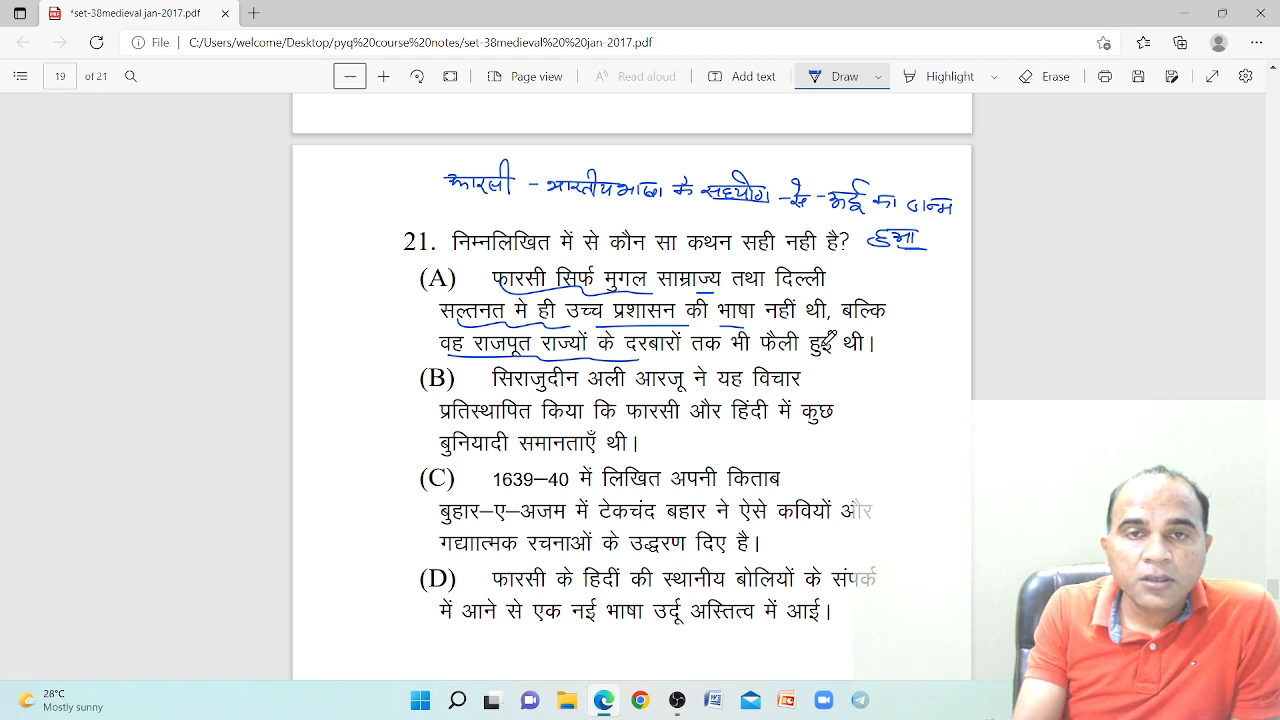 *set-38medieval jan-2017.pdf
File C:/Users/welcome/Desktop/pyq%20course%20notes/set-38medieval%20%20jan-2017.pdf
19 of 21 Page view Read aloud Add text Draw Highlight Erase
फारसी - भारतीय भाषा के सहयोग से - कई का जन्म
हुआ
21. निम्नलिखित में से कौन सा कथन सही नही है?
(A) फारसी सिर्फ मुगल साम्राज्य तथा दिल्ली
सल्तनत मे ही उच्च प्रशासन की भाषा नहीं थी, बल्कि
वह राजपूत राज्यों के दरबारों तक भी फैली हुई थी।
(B) सिराजुदीन अली आरजू ने यह विचार
प्रतिस्थापित किया कि फारसी और हिंदी में कुछ
बुनियादी समानताएँ थी।
(C) 1639–40 में लिखित अपनी किताब
बुहार–ए–अजम में टेकचंद बहार ने ऐसे कवियों और
गद्याात्मक रचनाओं के उद्धरण दिए है।
(D) फारसी के हिदीं की स्थानीय बोलियों के संपर्क
में आने से एक नई भाषा उर्दू अस्तित्व में आई।
28°C
Mostly sunny